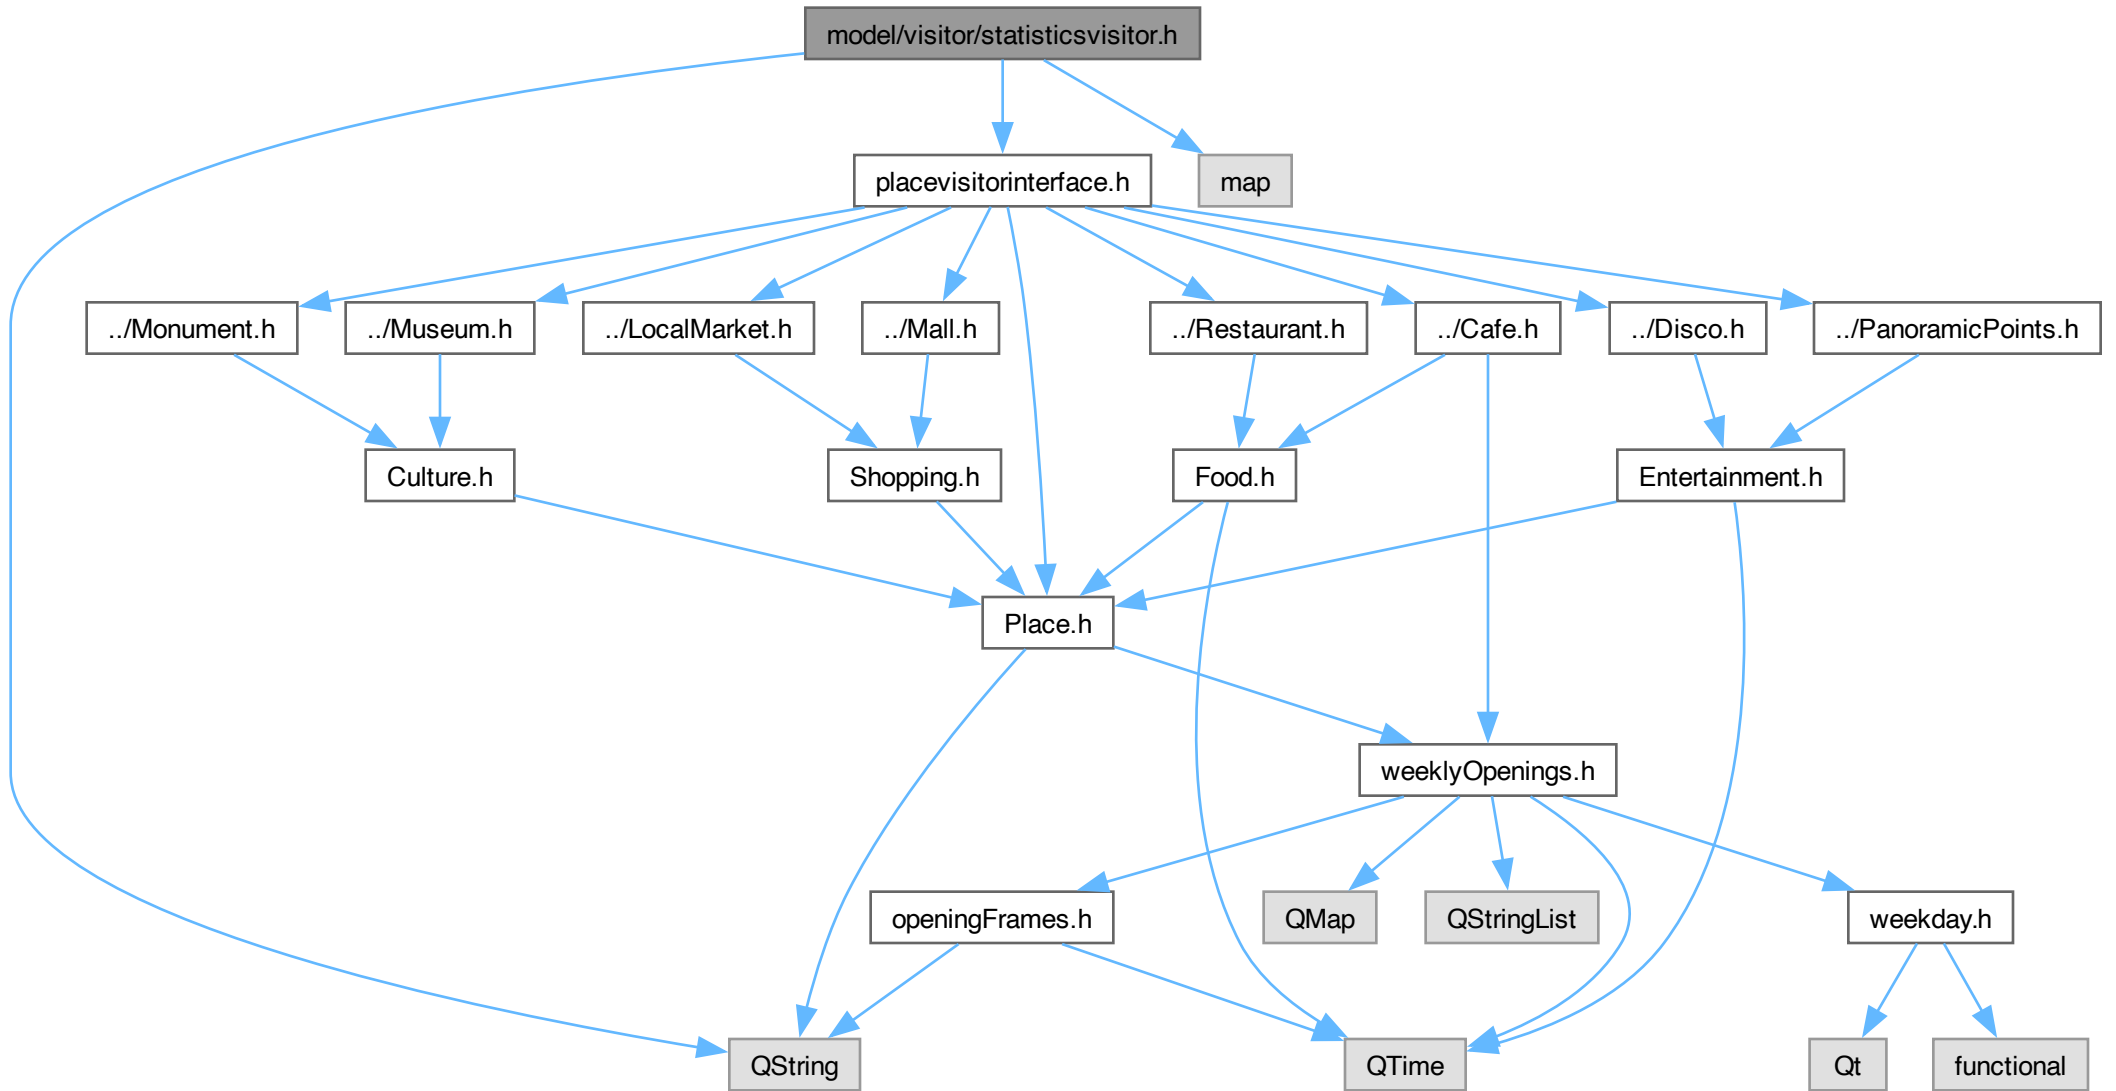 model/visitor/statisticsvisitor.h
placevisitorinterface.h
map
../Monument.h
../Museum.h
../LocalMarket.h
../Mall.h
../Restaurant.h
../Cafe.h
../Disco.h
../PanoramicPoints.h
Culture.h
Shopping.h
Food.h
Entertainment.h
Place.h
weeklyOpenings.h
openingFrames.h
QMap
QStringList
weekday.h
QString
QTime
Qt
functional